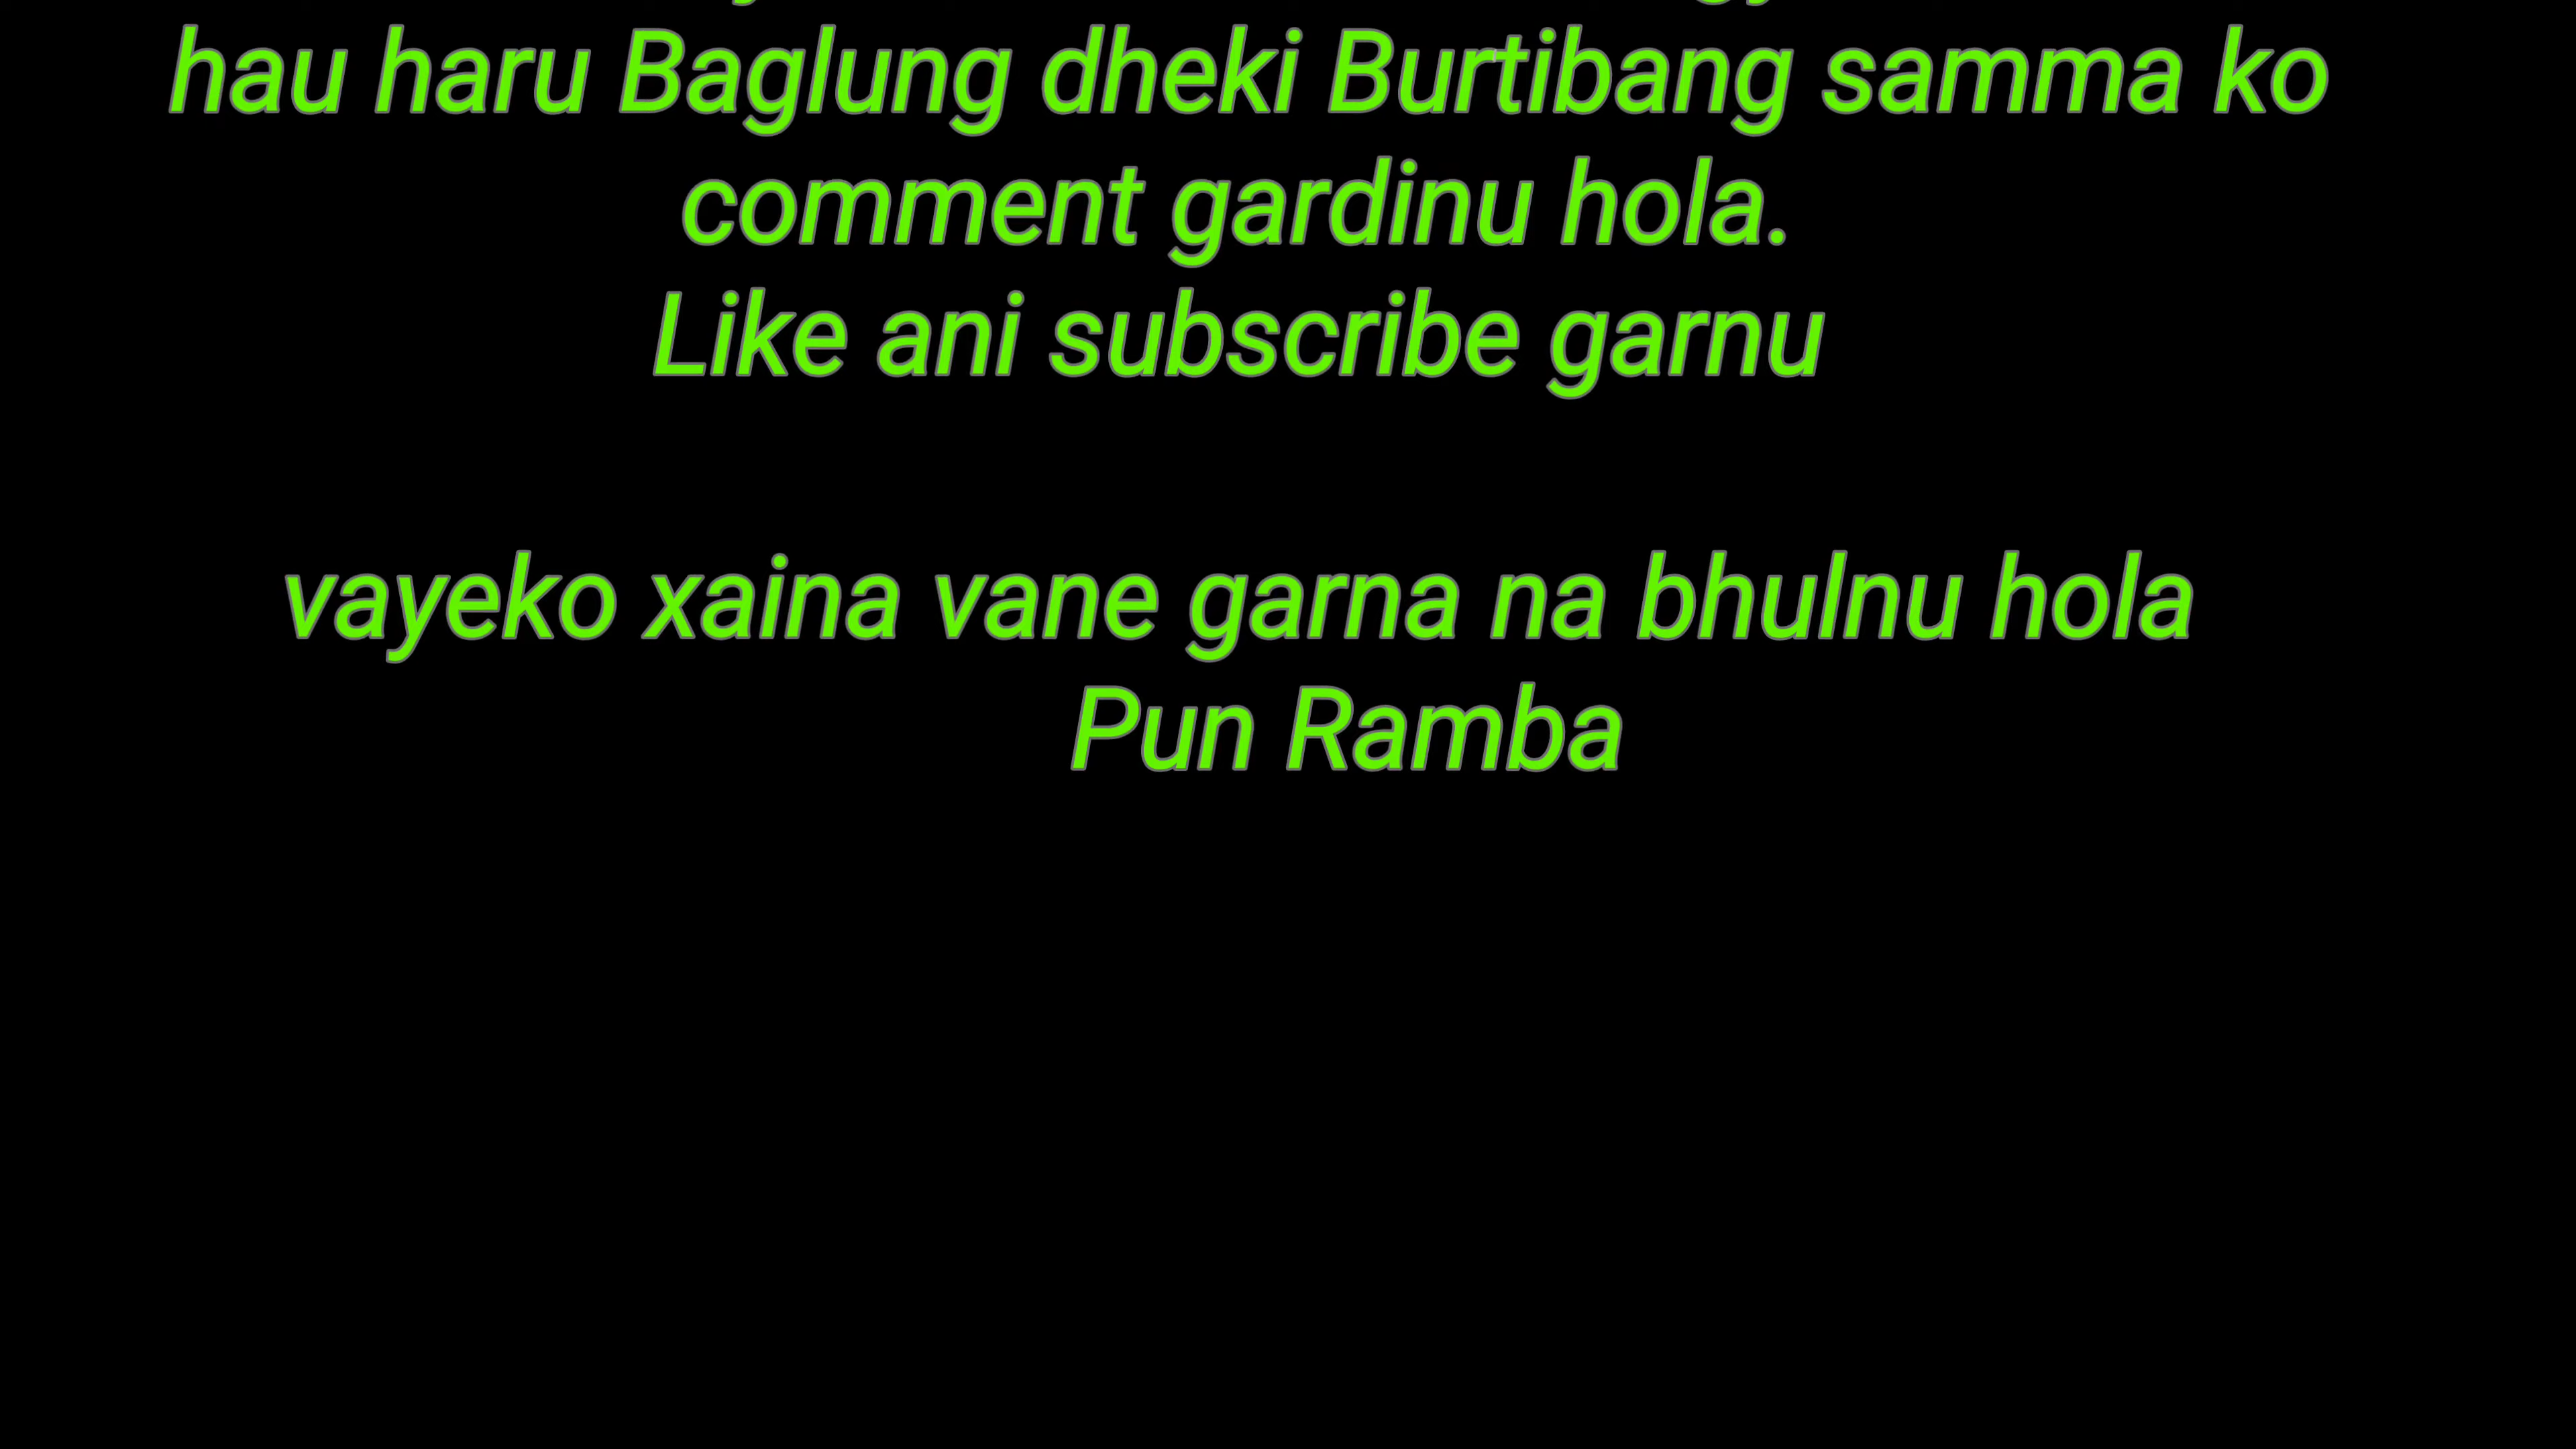 hau haru Baglung dheki Burtibang samma ko
comment gardinu hola.
Like ani subscribe garnu
vayeko xaina vane garna na bhulnu hola
Pun Ramba